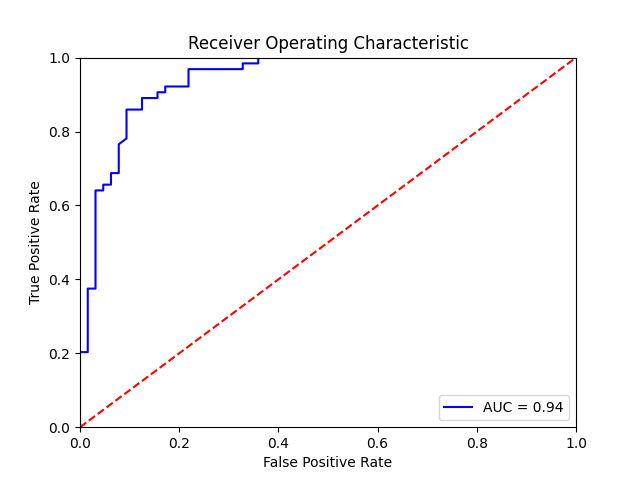 Receiver Operating Characteristic
True Positive Rate
1.0
0.8
0.6
0.4
0.2
0.0
AUC = 0.94
0.0 0.2 0.4 0.6 0.8 1.0
False Positive Rate